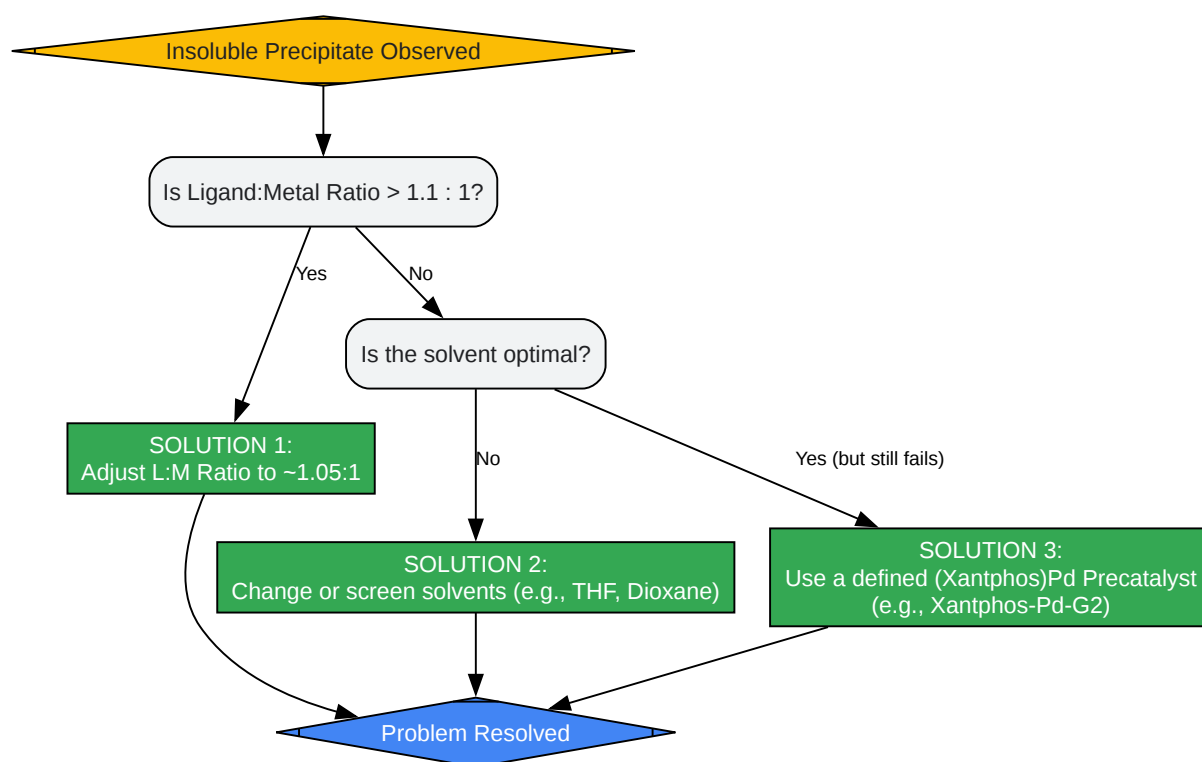 Insoluble Precipitate Observed
Is Ligand:Metal Ratio > 1.1 : 1?
Yes
No
Is the solvent optimal?
SOLUTION 1:
Adjust L:M Ratio to ~1.05:1
No
Yes (but still fails)
SOLUTION 2:
Change or screen solvents (e.g., THF, Dioxane)
SOLUTION 3:
Use a defined (Xantphos)Pd Precatalyst
(e.g., Xantphos-Pd-G2)
Problem Resolved